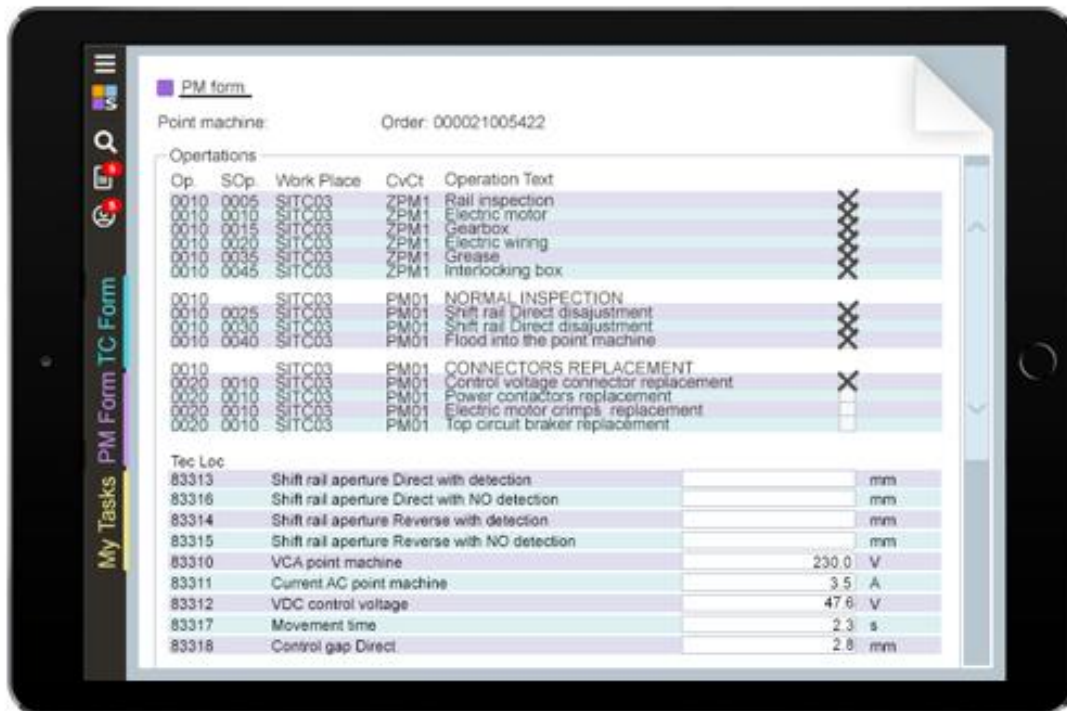 PM form
Point machine: Order: 000021005422
Opertations
Op. SOp. Work Place CvCt Operation Text
0010 0005 SITC03 ZPM1 Rail inspection
0010 0010 SITC03 ZPM1 Electric motor
0010 0015 SITC03 ZPM1 Gearbox
0010 0020 SITC03 ZPM1 Electric wiring
0010 0035 SITC03 ZPM1 Grease
0010 0045 SITC03 ZPM1 Interlocking box
0010 SITC03 PM01 NORMAL INSPECTION
0010 0025 SITC03 PM01 Shift rail Direct disajustment
0010 0030 SITC03 PM01 Shift rail Direct disajustment
0010 0040 SITC03 PM01 Flood into the point machine
0010 SITC03 PM01 CONNECTORS REPLACEMENT
0020 0010 SITC03 PM01 Control voltage connector replacement
0020 0010 SITC03 PM01 Power contactors replacement
0020 0010 SITC03 PM01 Electric motor crimps replacement
0020 0010 SITC03 PM01 Top circuit braker replacement
Tec Loc
83313 Shift rail aperture Direct with detection mm
83316 Shift rail aperture Direct with NO detection mm
83314 Shift rail aperture Reverse with detection mm
83315 Shift rail aperture Reverse with NO detection mm
83310 VCA point machine 230.0 V
83311 Current AC point machine 3.5 A
83312 VDC control voltage 47.6 V
83317 Movement time 2.3 s
83318 Control gap Direct 2.8 mm
TC Form
PM Form
My Tasks